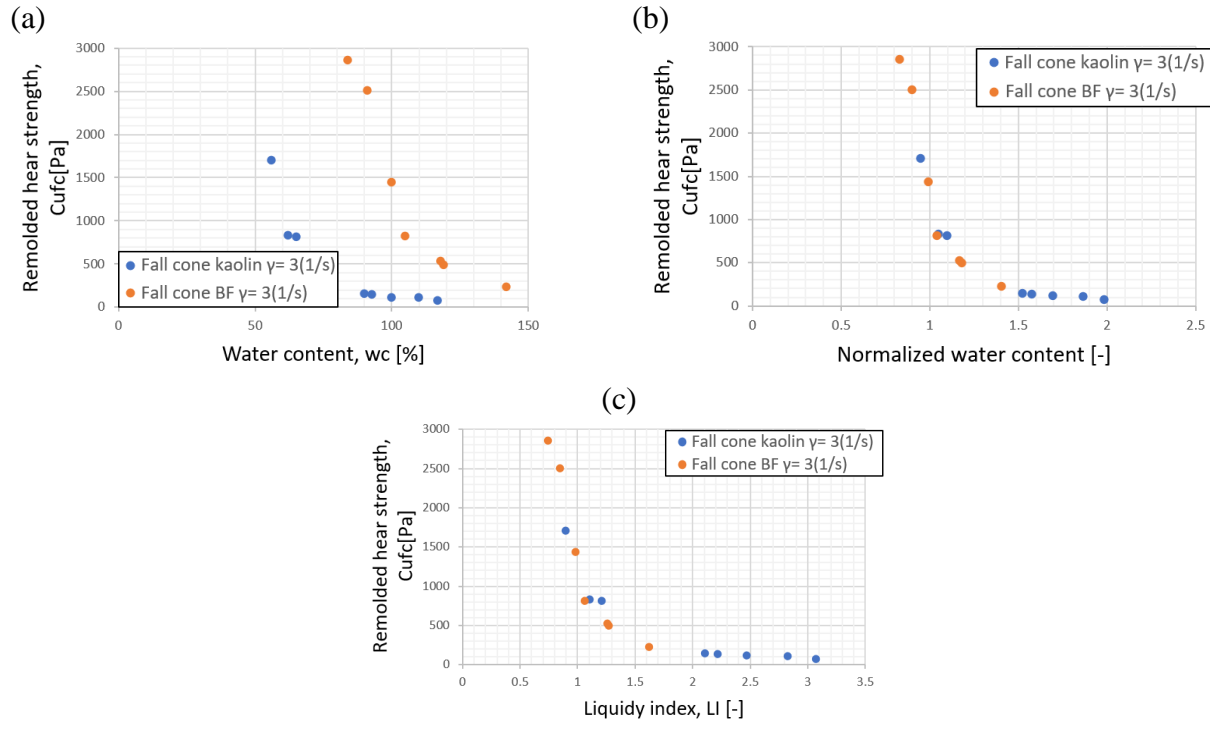 (a)
Remolded hear strength,
Cufc[Pa]
3000
2500
2000
1500
1000
500
0
Fall cone kaolin γ= 3(1/s)
Fall cone BF γ= 3(1/s)
0 50 100 150
Water content, wc [%]
(b)
Remolded hear strength,
Cufc[Pa]
3000
2500
2000
1500
1000
500
0
Fall cone kaolin γ= 3(1/s)
Fall cone BF γ= 3(1/s)
0 0.5 1 1.5 2 2.5
Normalized water content [-]
(c)
Remolded hear strength,
Cufc[Pa]
3000
2500
2000
1500
1000
500
0
Fall cone kaolin γ= 3(1/s)
Fall cone BF γ= 3(1/s)
0 0.5 1 1.5 2 2.5 3 3.5
Liquidy index, LI [-]